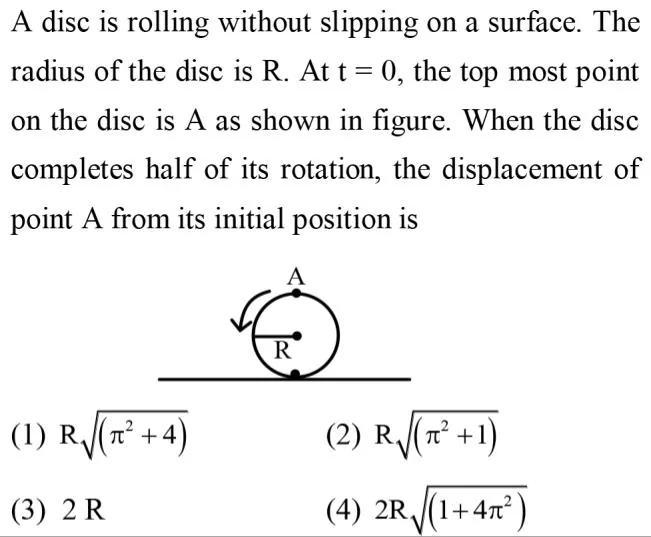 A disc is rolling without slipping on a surface. The
radius of the disc is R. At t = 0, the top most point
on the disc is A as shown in figure. When the disc
completes half of its rotation, the displacement of
point A from its initial position is
A
R
(1) R√(π² + 4)
(2) R√(π² + 1)
(3) 2 R
(4) 2R√(1 + 4π²)